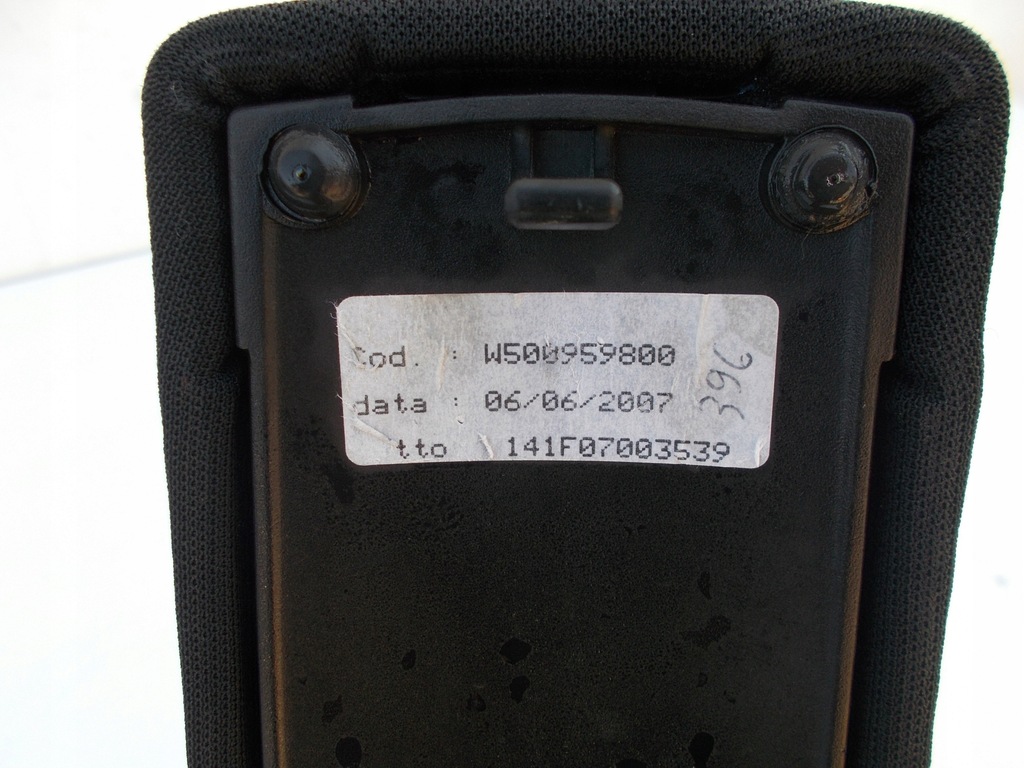 Cod. : W500959800
data : 06/06/2007
tto 141F07003539
396